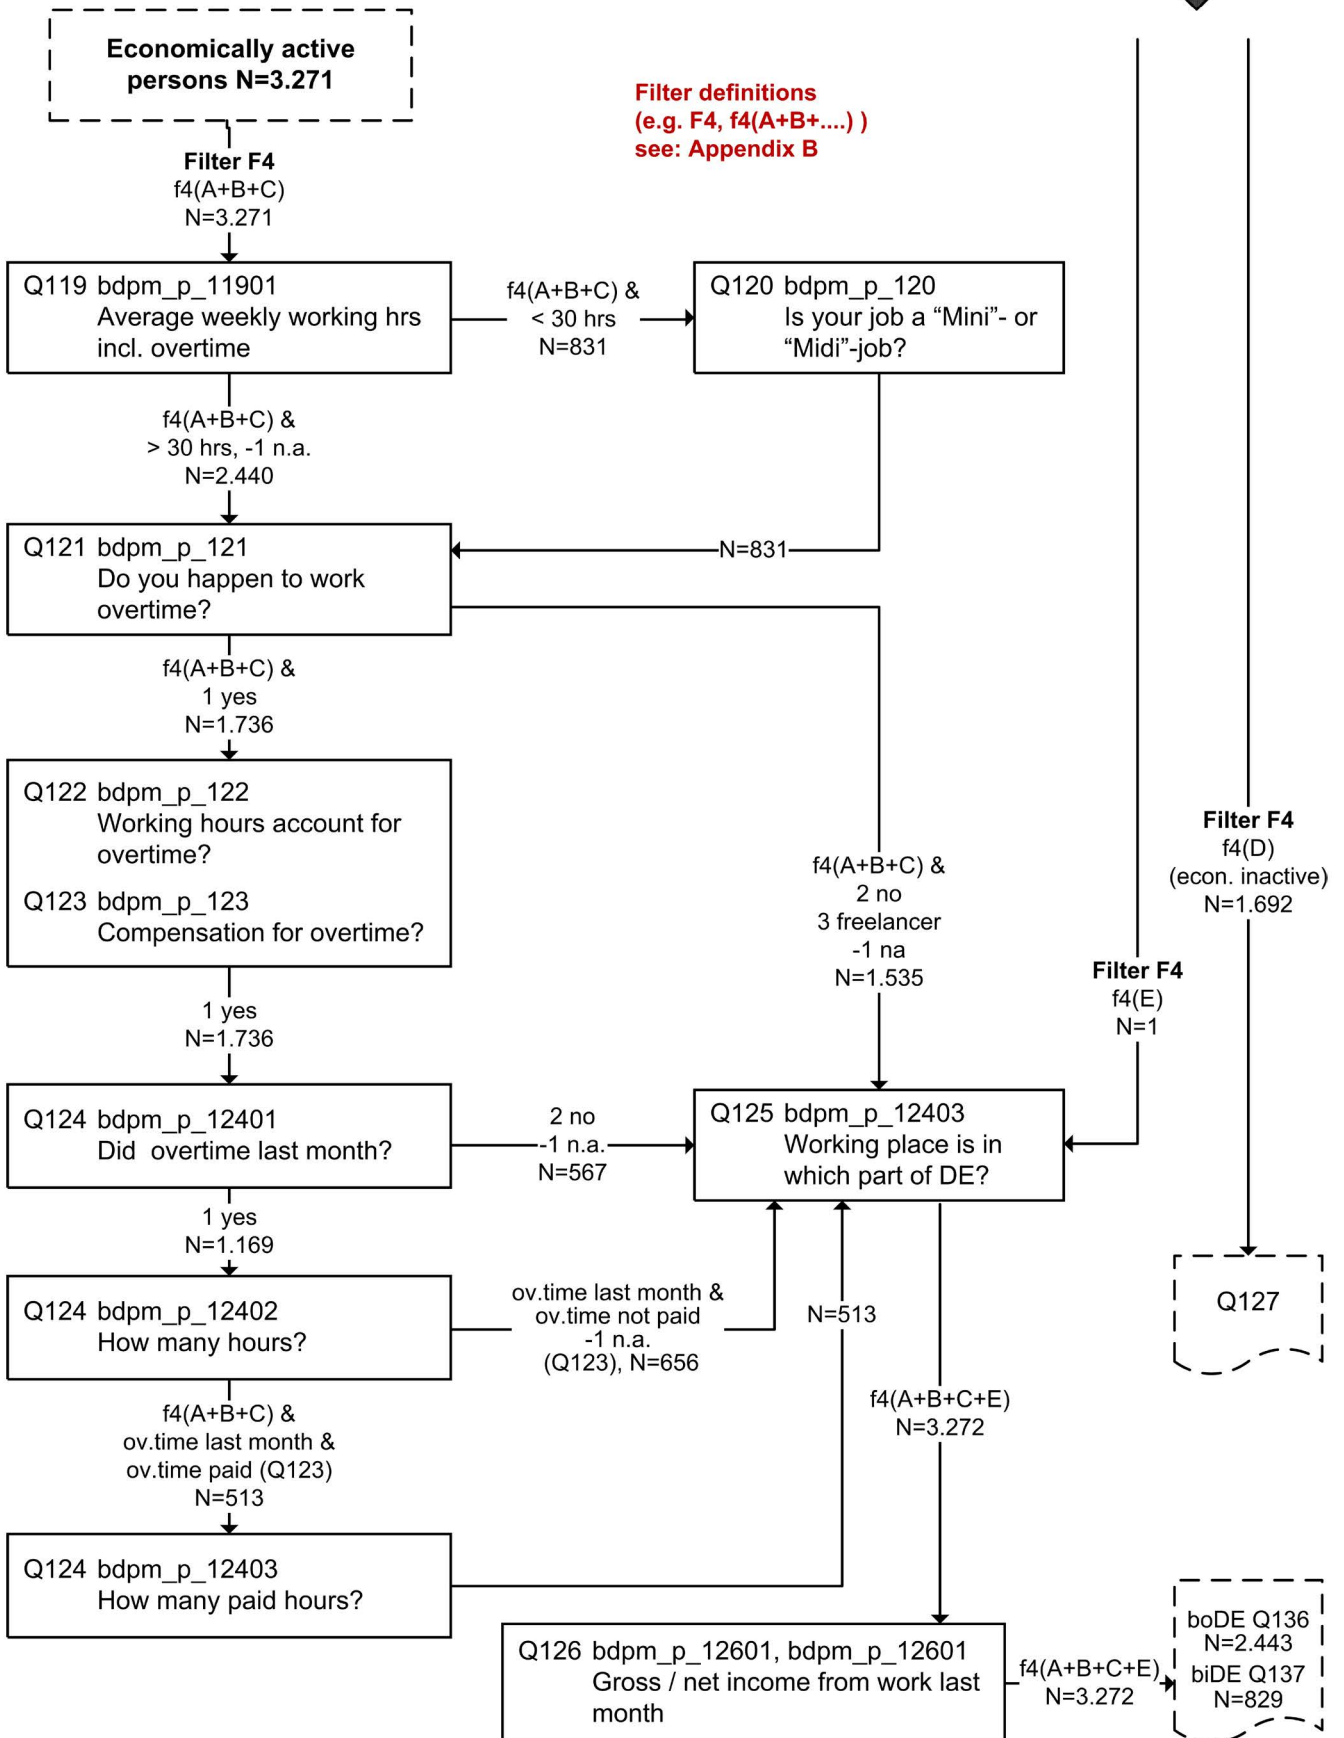 Economically active
persons N=3.271
Filter definitions
(e.g. F4, f4(A+B+....) )
see: Appendix B
Filter F4
f4(A+B+C)
N=3.271
Q119 bdpm_p_11901
Average weekly working hrs
incl. overtime
f4(A+B+C) &
< 30 hrs
N=831
Q120 bdpm_p_120
Is your job a “Mini”- or
“Midi”-job?
f4(A+B+C) &
> 30 hrs, -1 n.a.
N=2.440
Q121 bdpm_p_121
Do you happen to work
overtime?
N=831
f4(A+B+C) &
1 yes
N=1.736
Q122 bdpm_p_122
Working hours account for
overtime?
Q123 bdpm_p_123
Compensation for overtime?
f4(A+B+C) &
2 no
3 freelancer
-1 na
N=1.535
Filter F4
f4(D)
(econ. inactive)
N=1.692
Filter F4
f4(E)
N=1
1 yes
N=1.736
Q124 bdpm_p_12401
Did  overtime last month?
2 no
-1 n.a.
N=567
Q125 bdpm_p_12403
Working place is in
which part of DE?
1 yes
N=1.169
Q124 bdpm_p_12402
How many hours?
ov.time last month &
ov.time not paid
-1 n.a.
(Q123), N=656
N=513
Q127
f4(A+B+C+E)
N=3.272
f4(A+B+C) &
ov.time last month &
ov.time paid (Q123)
N=513
Q124 bdpm_p_12403
How many paid hours?
Q126 bdpm_p_12601, bdpm_p_12601
Gross / net income from work last
month
f4(A+B+C+E)
N=3.272
boDE Q136
N=2.443
biDE Q137
N=829